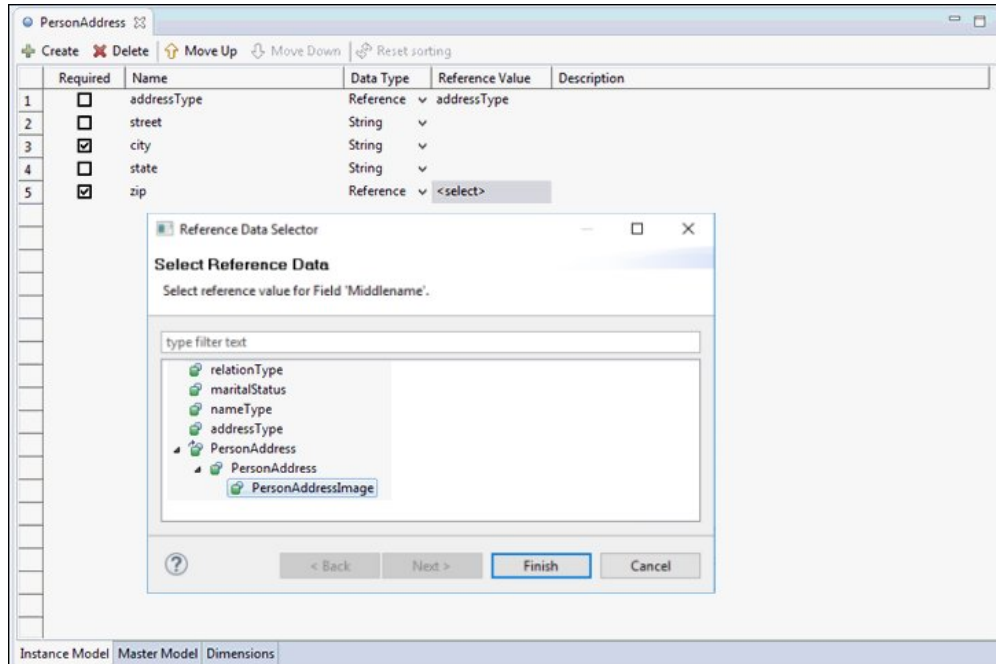 PersonAddress
Create Delete Move Up Move Down Reset sorting
Required Name Data Type Reference Value Description
1 addressType Reference addressType
2 street String
3 city String
4 state String
5 zip Reference <select>
Reference Data Selector
Select Reference Data
Select reference value for Field 'Middlename'.
type filter text
relationType
maritalStatus
nameType
addressType
PersonAddress
PersonAddress
PersonAddressImage
? < Back Next > Finish Cancel
Instance Model Master Model Dimensions